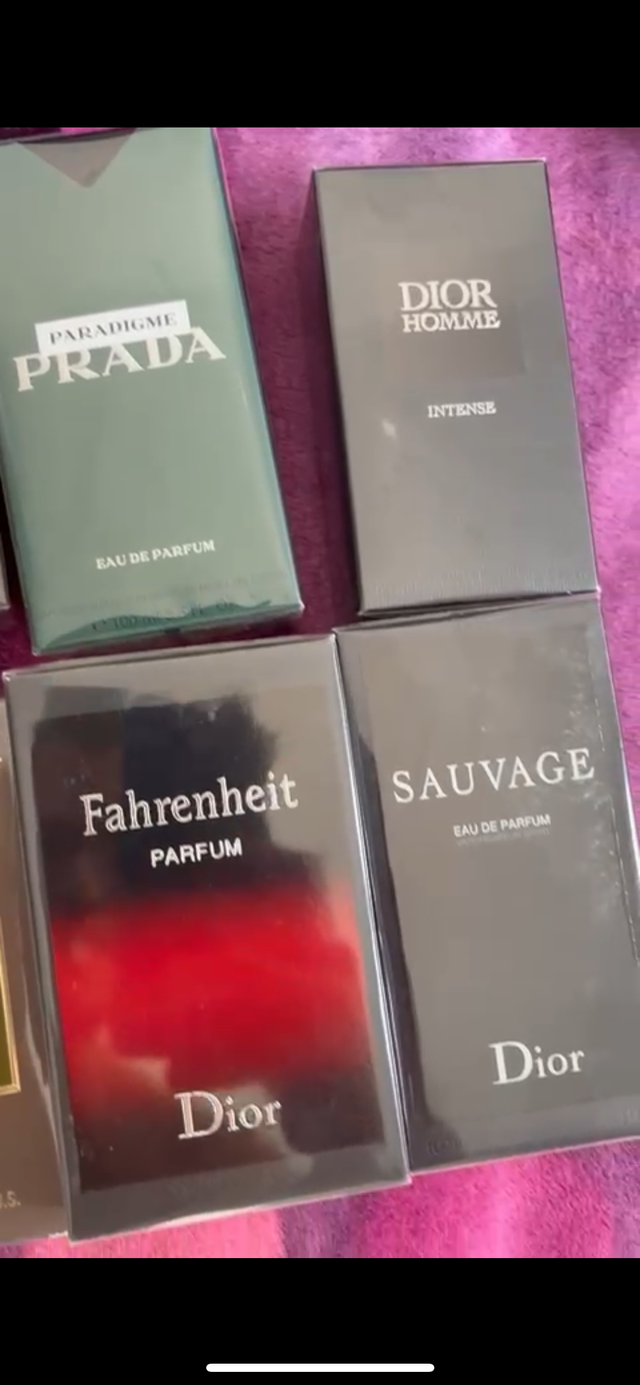 PARADIGME
PRADA
EAU DE PARFUM
DIOR
HOMME
INTENSE
Fahrenheit
PARFUM
Dior
SAUVAGE
EAU DE PARFUM
Dior